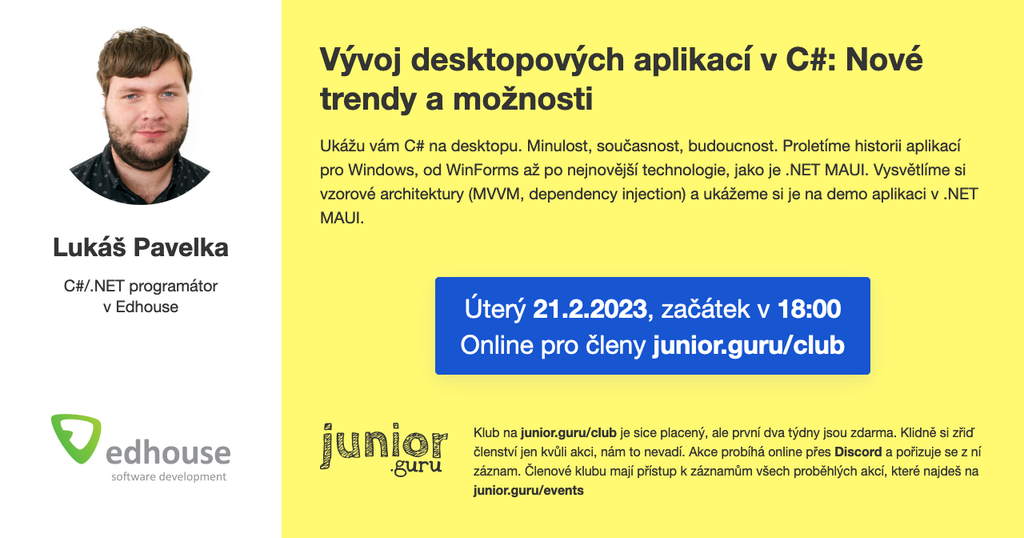 Vývoj desktopových aplikací v C#: Nové
trendy a možnosti
Ukážu vám C# na desktopu. Minulost, současnost, budoucnost. Proletíme historii aplikací
pro Windows, od WinForms až po nejnovější technologie, jako je .NET MAUI. Vysvětlíme si
vzorové architektury (MVVM, dependency injection) a ukážeme si je na demo aplikaci v .NET
MAUI.
Lukáš Pavelka
C#/.NET programátor
v Edhouse
Úterý 21.2.2023, začátek v 18:00
Online pro členy junior.guru/club
edhouse
software development
junior
.guru
Klub na junior.guru/club je sice placený, ale první dva týdny jsou zdarma. Klidně si zřiď
členství jen kvůli akci, nám to nevadí. Akce probíhá online přes Discord a pořizuje se z ní
záznam. Členové klubu mají přístup k záznamům všech proběhlých akcí, které najdeš na
junior.guru/events